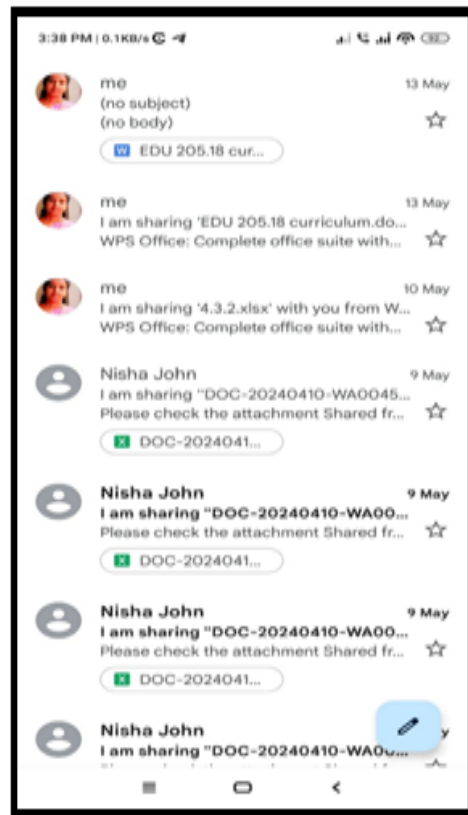 3:38 PM | 0.1KB/s
me 13 May
(no subject)
(no body)
W EDU 205.18 cur...
me 13 May
I am sharing 'EDU 205.18 curriculum.do...
WPS Office: Complete office suite with...
me 10 May
I am sharing '4.3.2.xlsx' with you from W...
WPS Office: Complete office suite with...
Nisha John 9 May
I am sharing "DOC-20240410-WA0045...
Please check the attachment Shared fr...
X DOC-2024041...
Nisha John 9 May
I am sharing "DOC-20240410-WA00...
Please check the attachment Shared fr...
X DOC-2024041...
Nisha John 9 May
I am sharing "DOC-20240410-WA00...
Please check the attachment Shared fr...
X DOC-2024041...
Nisha John
I am sharing "DOC-20240410-WA00...